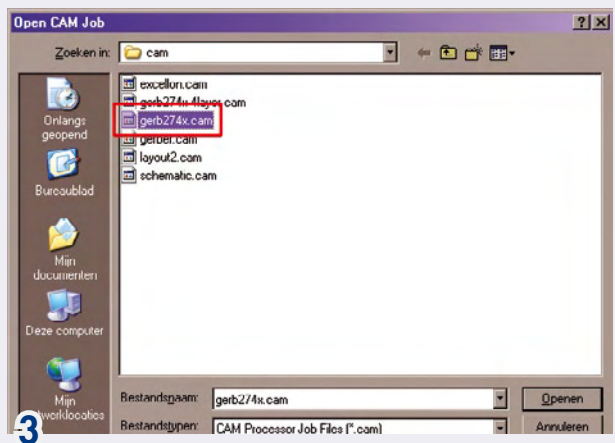 Open CAM Job
Zoeken in: cam
excellon.cam
gerb274x-4layer.cam
gerb274x.cam
gerber.cam
layout2.cam
schematic.cam
Onlangs
geopend
Bureaublad
Mijn
documenten
Deze computer
Mijn
netwerklocaties
Bestandsnaam: gerb274x.cam Openen
Bestandstypen: CAM Processor Job Files (*.cam) Annuleren
3